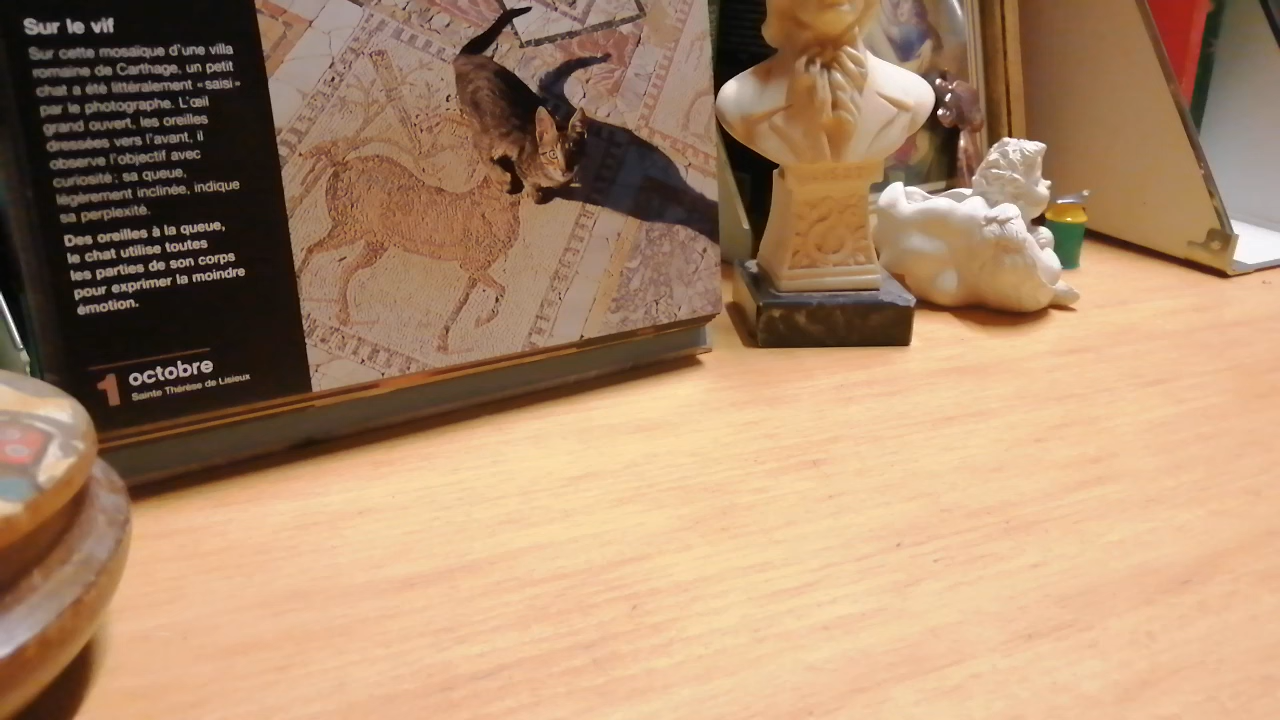 Sur le vif
Sur cette mosaïque d'une villa
romaine de Carthage, un petit
chat a été littéralement «saisi»
par le photographe. L'œil
grand ouvert, les oreilles
dressées vers l'avant, il
observe l'objectif avec
curiosité; sa queue,
légèrement inclinée, indique
sa perplexité.
Des oreilles à la queue,
le chat utilise toutes
les parties de son corps
pour exprimer la moindre
émotion.
1 octobre
Sainte Thérèse de Lisieux